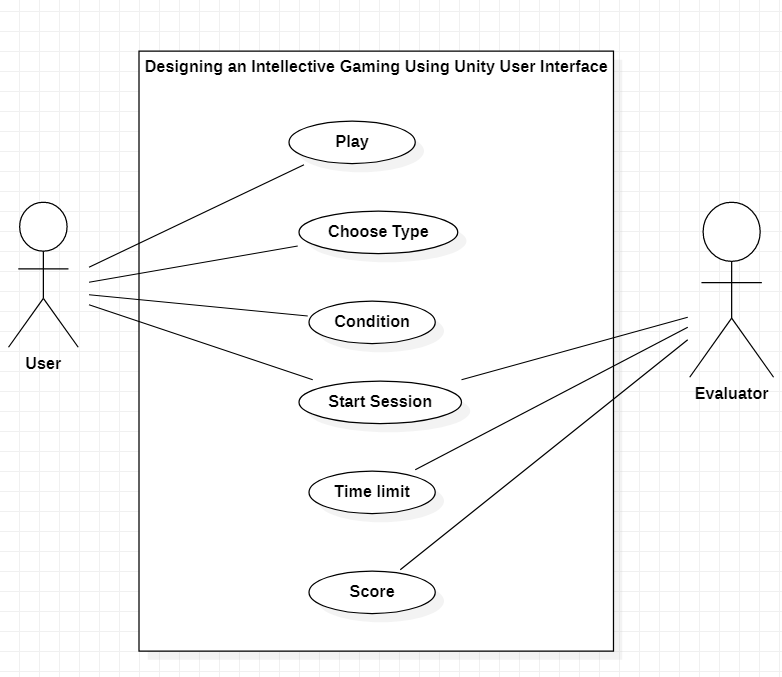 Designing an Intellective Gaming Using Unity User Interface
Play
Choose Type
Condition
User
Start Session
Evaluator
Time limit
Score